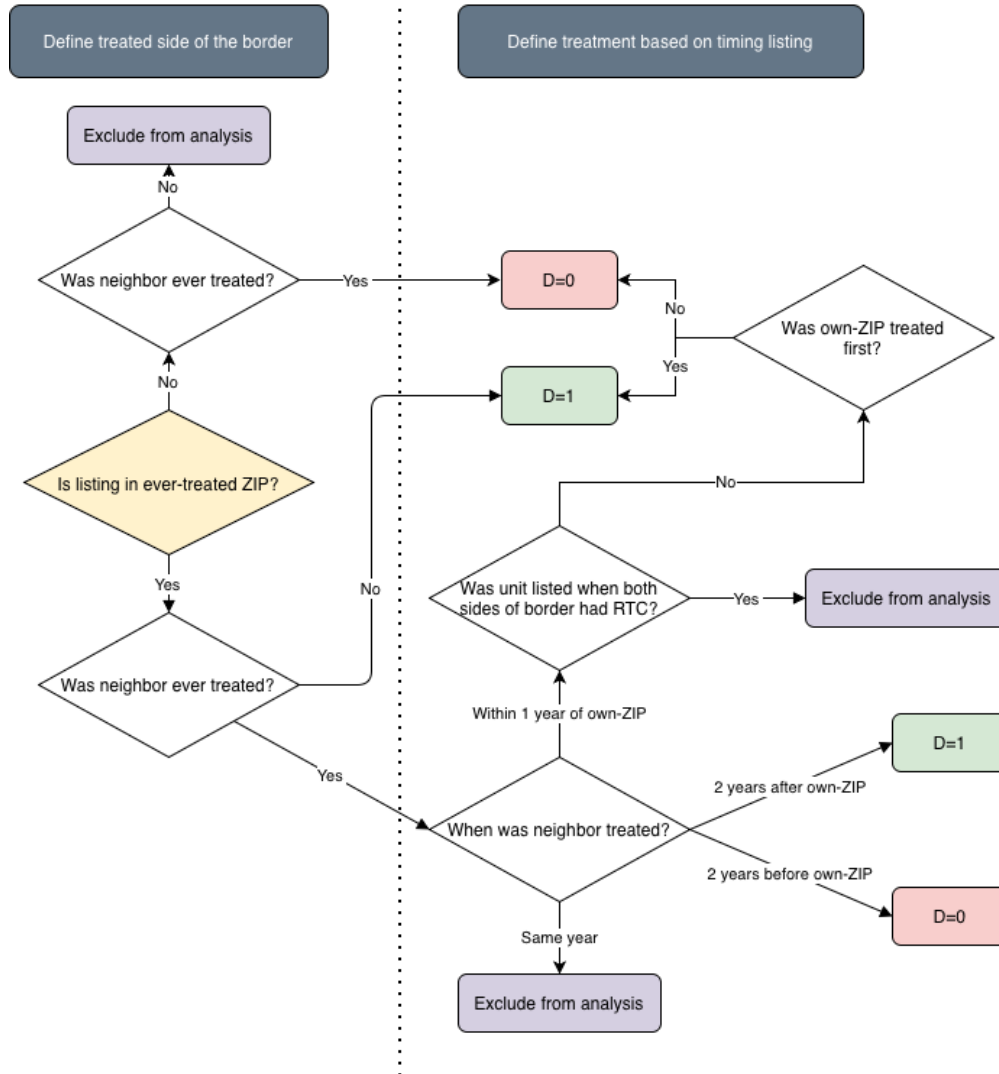 Define treated side of the border
Define treatment based on timing listing
Exclude from analysis
No
Was neighbor ever treated?
Yes
D=0
No
Was own-ZIP treated
first?
Yes
D=1
No
Is listing in ever-treated ZIP?
Yes
No
No
Was unit listed when both
sides of border had RTC?
Yes
Exclude from analysis
Was neighbor ever treated?
Within 1 year of own-ZIP
Yes
D=1
2 years after own-ZIP
When was neighbor treated?
2 years before own-ZIP
D=0
Same year
Exclude from analysis